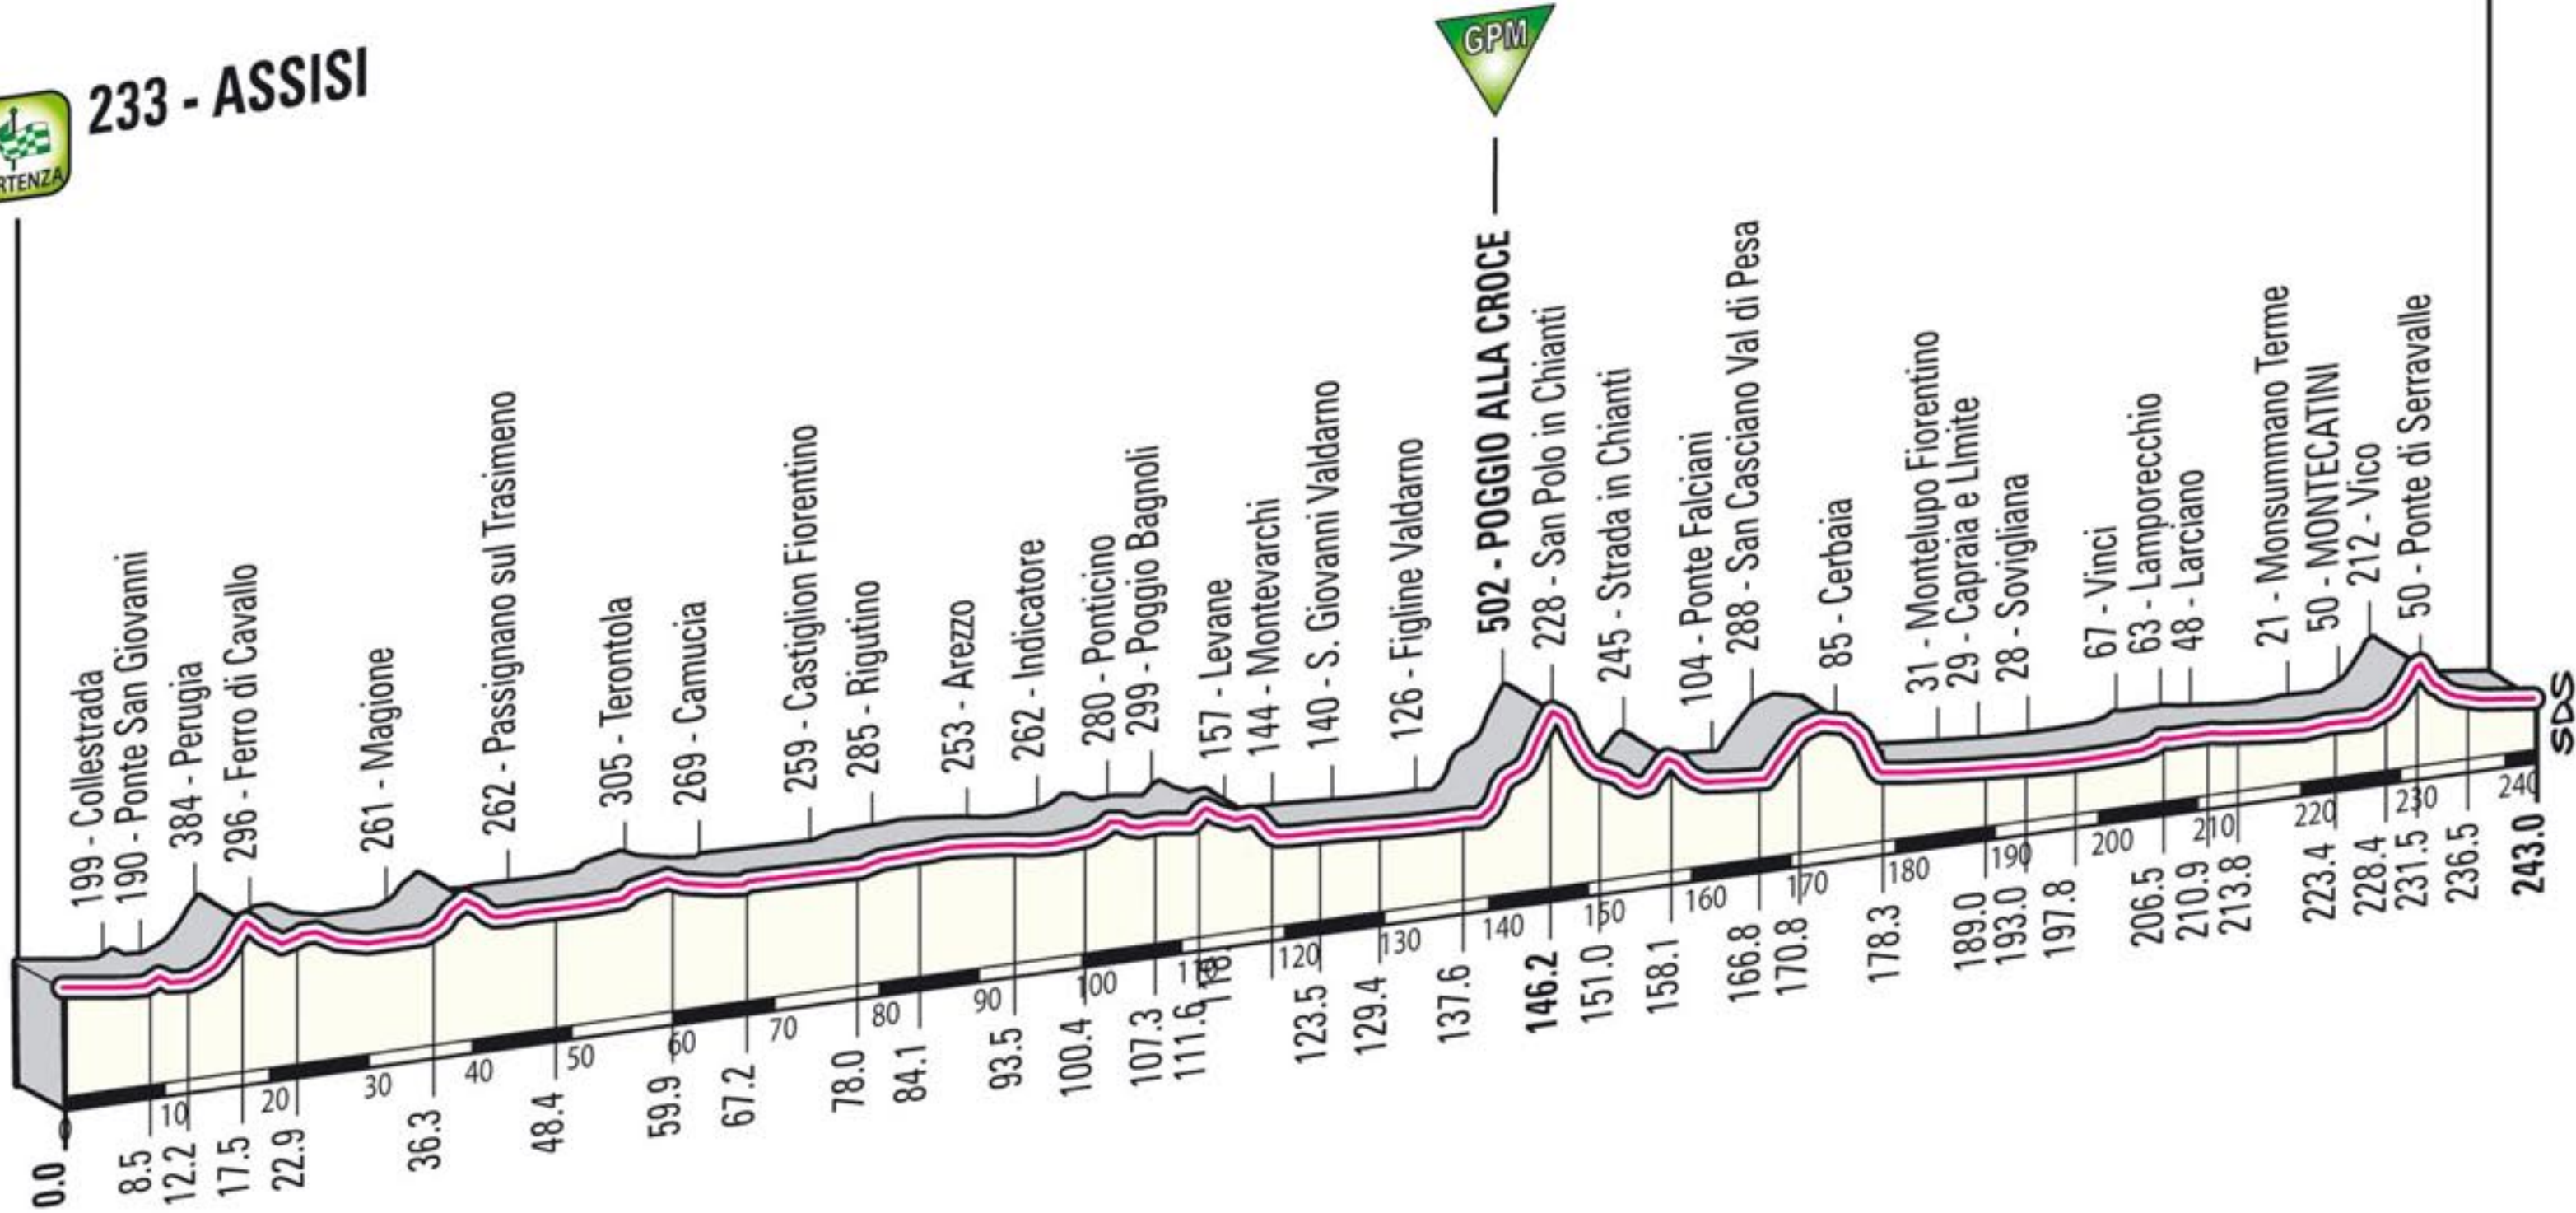 233 - ASSISI
RTENZA
GPM
199 - Collestrada
190 - Ponte San Giovanni
384 - Perugia
296 - Ferro di Cavallo
261 - Magione
262 - Passignano sul Trasimeno
305 - Terontola
269 - Camucia
259 - Castiglion Fiorentino
285 - Rigutino
253 - Arezzo
262 - Indicatore
280 - Ponticino
299 - Poggio Bagnoli
157 - Levane
144 - Montevarchi
140 - S. Giovanni Valdarno
126 - Figline Valdarno
502 - POGGIO ALLA CROCE
228 - San Polo in Chianti
245 - Strada in Chianti
104 - Ponte Falciani
288 - San Casciano Val di Pesa
85 - Cerbaia
31 - Montelupo Fiorentino
29 - Capraia e LImite
28 - Sovigliana
67 - Vinci
63 - Lamporecchio
48 - Larciano
21 - Monsummano Terme
50 - MONTECATINI
212 - Vico
50 - Ponte di Serravalle
SDS
0
10
20
30
40
50
60
70
80
90
100
110
120
130
140
150
160
170
180
190
200
210
220
230
240
0.0
8.5
12.2
17.5
22.9
36.3
48.4
59.9
67.2
78.0
84.1
93.5
100.4
107.3
111.6
123.5
129.4
137.6
146.2
151.0
158.1
166.8
170.8
178.3
189.0
193.0
197.8
206.5
210.9
213.8
223.4
228.4
231.5
236.5
243.0